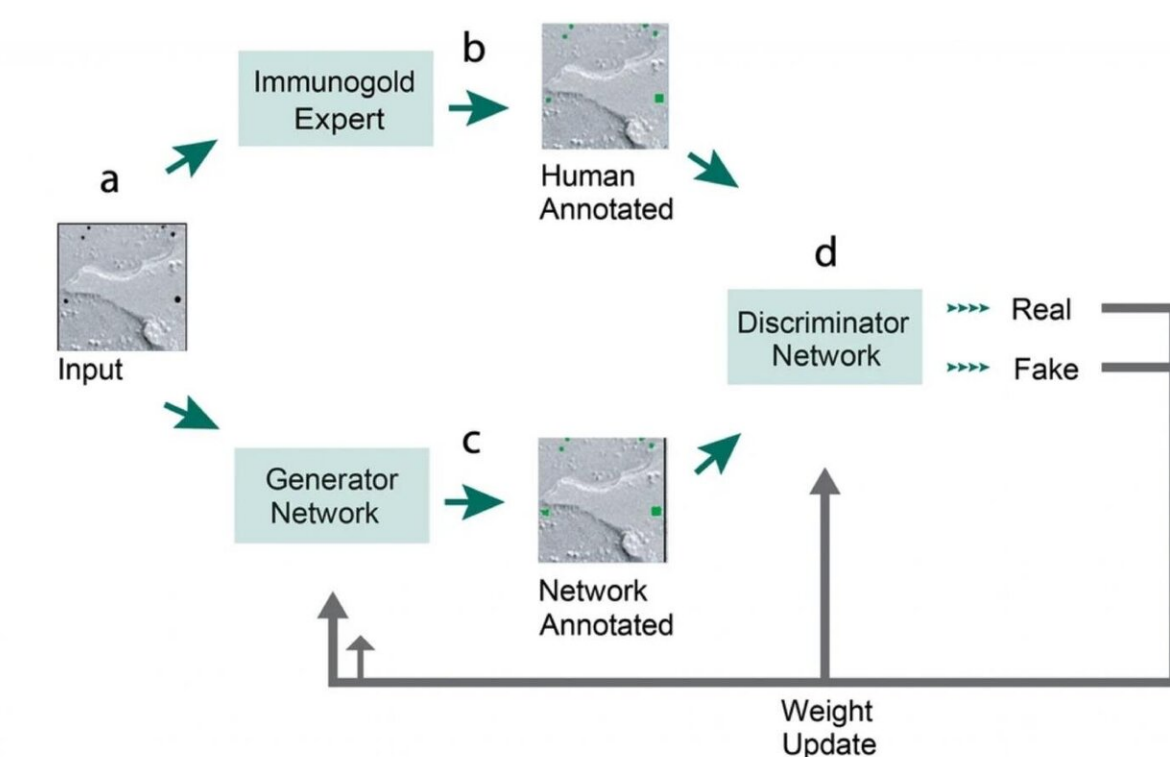 a
Immunogold
Expert
b
Human
Annotated
Input
Generator
Network
c
Network
Annotated
d
Discriminator
Network
Real
Fake
Weight
Update